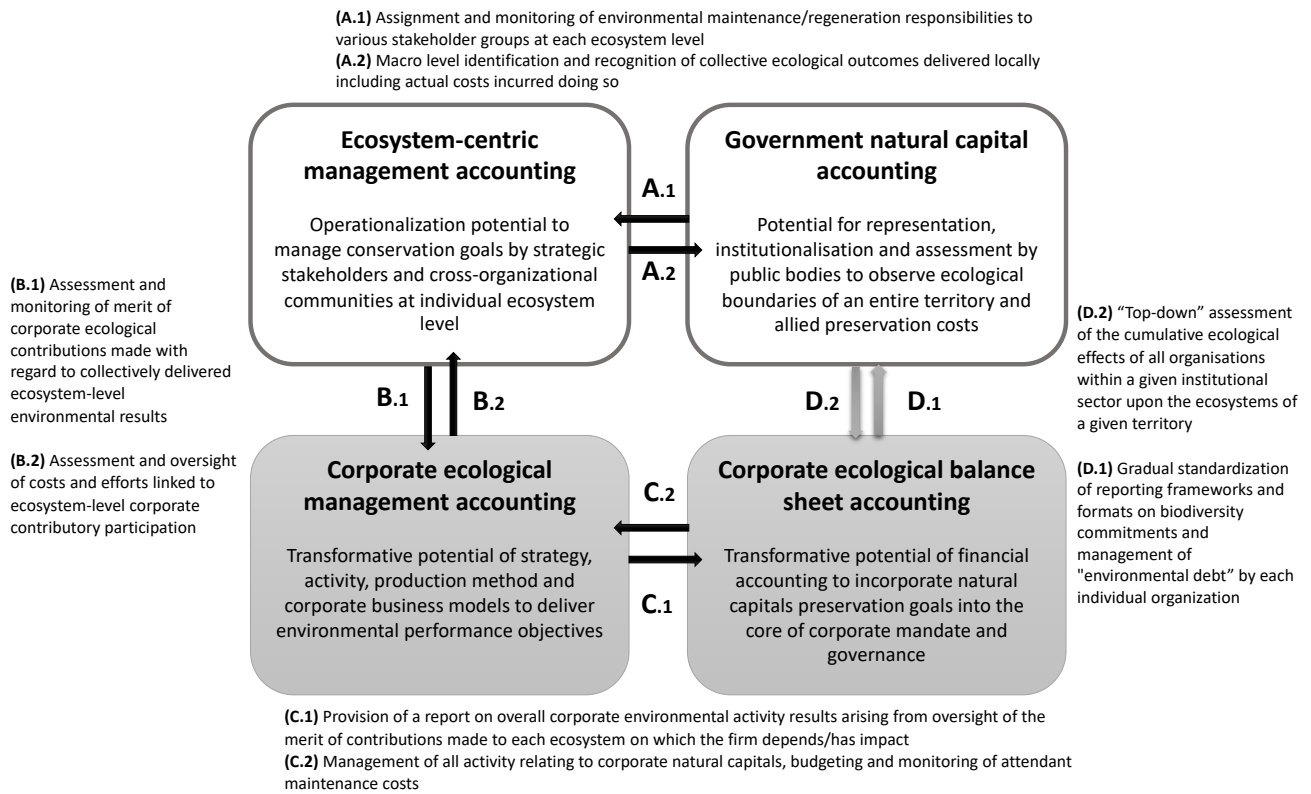 (A.1) Assignment and monitoring of environmental maintenance/regeneration responsibilities to
various stakeholder groups at each ecosystem level
(A.2) Macro level identification and recognition of collective ecological outcomes delivered locally
including actual costs incurred doing so
Ecosystem-centric
management accounting
Operationalization potential to
manage conservation goals by strategic
stakeholders and cross-organizational
communities at individual ecosystem
level
A.1
A.2
Government natural capital
accounting
Potential for representation,
institutionalisation and assessment by
public bodies to observe ecological
boundaries of an entire territory and
allied preservation costs
(B.1) Assessment and
monitoring of merit of
corporate ecological
contributions made with
regard to collectively delivered
ecosystem-level
environmental results
(B.2) Assessment and oversight
of costs and efforts linked to
ecosystem-level corporate
contributory participation
B.1
B.2
D.2
D.1
(D.2) “Top-down” assessment
of the cumulative ecological
effects of all organisations
within a given institutional
sector upon the ecosystems of
a given territory
(D.1) Gradual standardization
of reporting frameworks and
formats on biodiversity
commitments and
management of
"environmental debt” by each
individual organization
Corporate ecological
management accounting
Transformative potential of strategy,
activity, production method and
corporate business models to deliver
environmental performance objectives
C.2
C.1
Corporate ecological balance
sheet accounting
Transformative potential of financial
accounting to incorporate natural
capitals preservation goals into the
core of corporate mandate and
governance
(C.1) Provision of a report on overall corporate environmental activity results arising from oversight of the
merit of contributions made to each ecosystem on which the firm depends/has impact
(C.2) Management of all activity relating to corporate natural capitals, budgeting and monitoring of attendant
maintenance costs